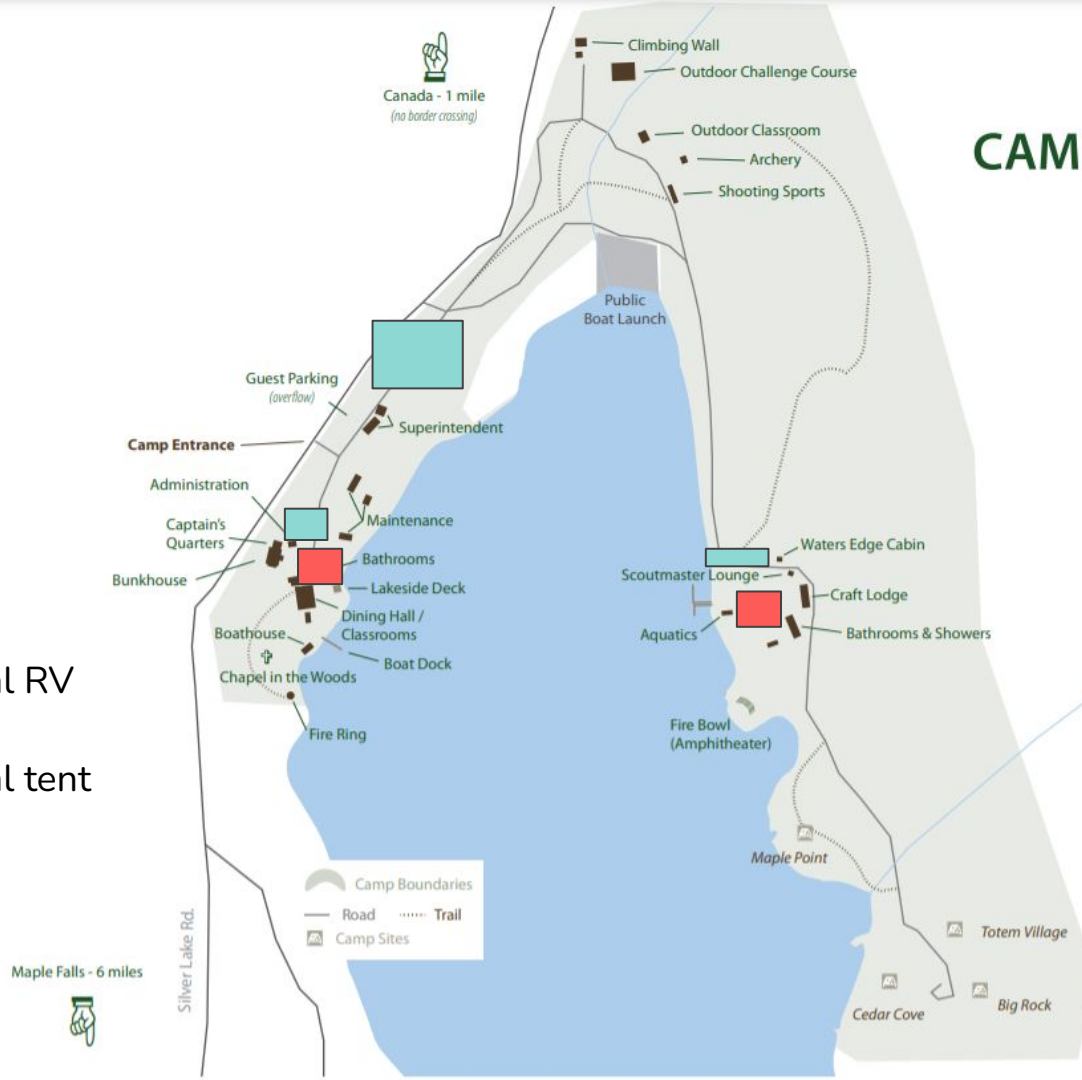 Climbing Wall
Outdoor Challenge Course
Canada - 1 mile
(no border crossing)
Outdoor Classroom
CAM
Archery
Shooting Sports
Public
Boat Launch
Guest Parking
(overflow)
Superintendent
Camp Entrance
Administration
Maintenance
Captain's
Quarters
Bathrooms
Bunkhouse
Lakeside Deck
Dining Hall /
Classrooms
Boathouse
Boat Dock
Chapel in the Woods
Fire Ring
Waters Edge Cabin
Scoutmaster Lounge
Craft Lodge
Aquatics
Bathrooms & Showers
Fire Bowl
(Amphitheater)
l RV
l tent
Maple Point
Camp Boundaries
Road
Trail
Camp Sites
Silver Lake Rd.
Maple Falls - 6 miles
Totem Village
Big Rock
Cedar Cove